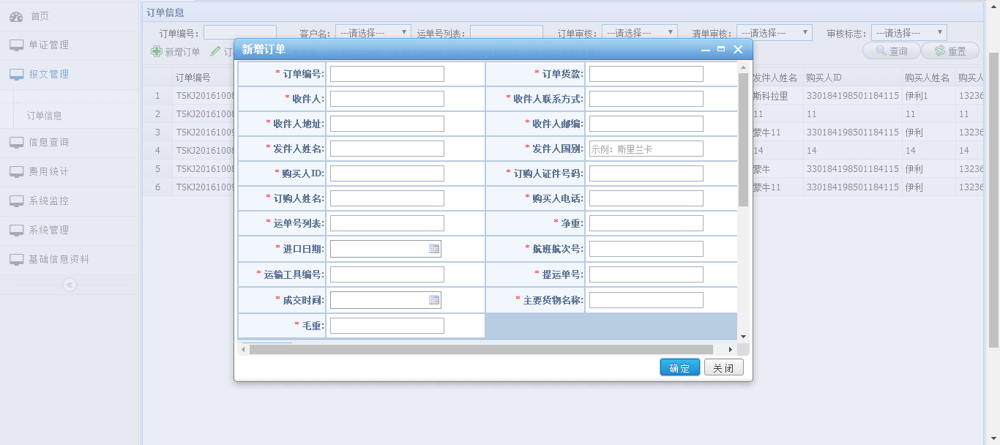 首页
单证管理
报文管理
订单信息
信息查询
费用统计
系统监控
系统管理
基础信息资料
订单信息
订单编号: 客户名: ---请选择--- 运单号列表: 订单审核: ---请选择--- 清单审核: ---请选择--- 审核标志: ---请选择---
新增订单 查询 重置
订单编号 发件人姓名 购买人ID 购买人姓名 购买人
1 TSKJ2016100 斯科拉里 330184198501184115 伊利1 13236
2 TSKJ2016100 11 11 11 11
3 TSKJ2016100 蒙牛11 330184198501184115 伊利 13236
4 TSKJ2016100 14 14 14 14
5 TSKJ2016100 蒙牛 330184198501184115 伊利 13236
6 TSKJ2016100 蒙牛11 330184198501184115 伊利 13236
新增订单
* 订单编号: * 订单货款:
* 收件人: * 收件人联系方式:
* 收件人地址: * 收件人邮编:
* 发件人姓名: * 发件人国别: 示例：斯里兰卡
* 购买人ID: * 订购人证件号码:
* 订购人姓名: * 购买人电话:
* 运单号列表: * 净重:
* 进口日期: * 航班航次号:
* 运输工具编号: * 提运单号:
* 成交时间: * 主要货物名称:
* 毛重:
确定 关闭